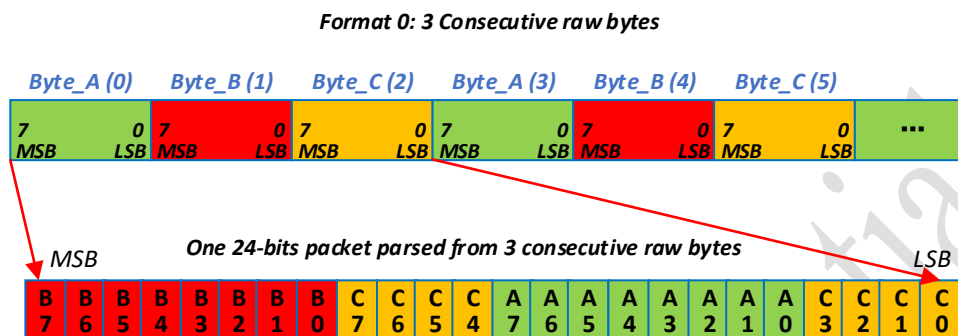 Format 0: 3 Consecutive raw bytes
Byte_A (0) Byte_B (1) Byte_C (2) Byte_A (3) Byte_B (4) Byte_C (5)
7 0 7 0 7 0 7 0 7 0 7 0 ...
MSB LSB MSB LSB MSB LSB MSB LSB MSB LSB MSB LSB
One 24-bits packet parsed from 3 consecutive raw bytes
MSB LSB
B B B B B B B B C C C C A A A A A A A A C C C C
7 6 5 4 3 2 1 0 7 6 5 4 7 6 5 4 3 2 1 0 3 2 1 0